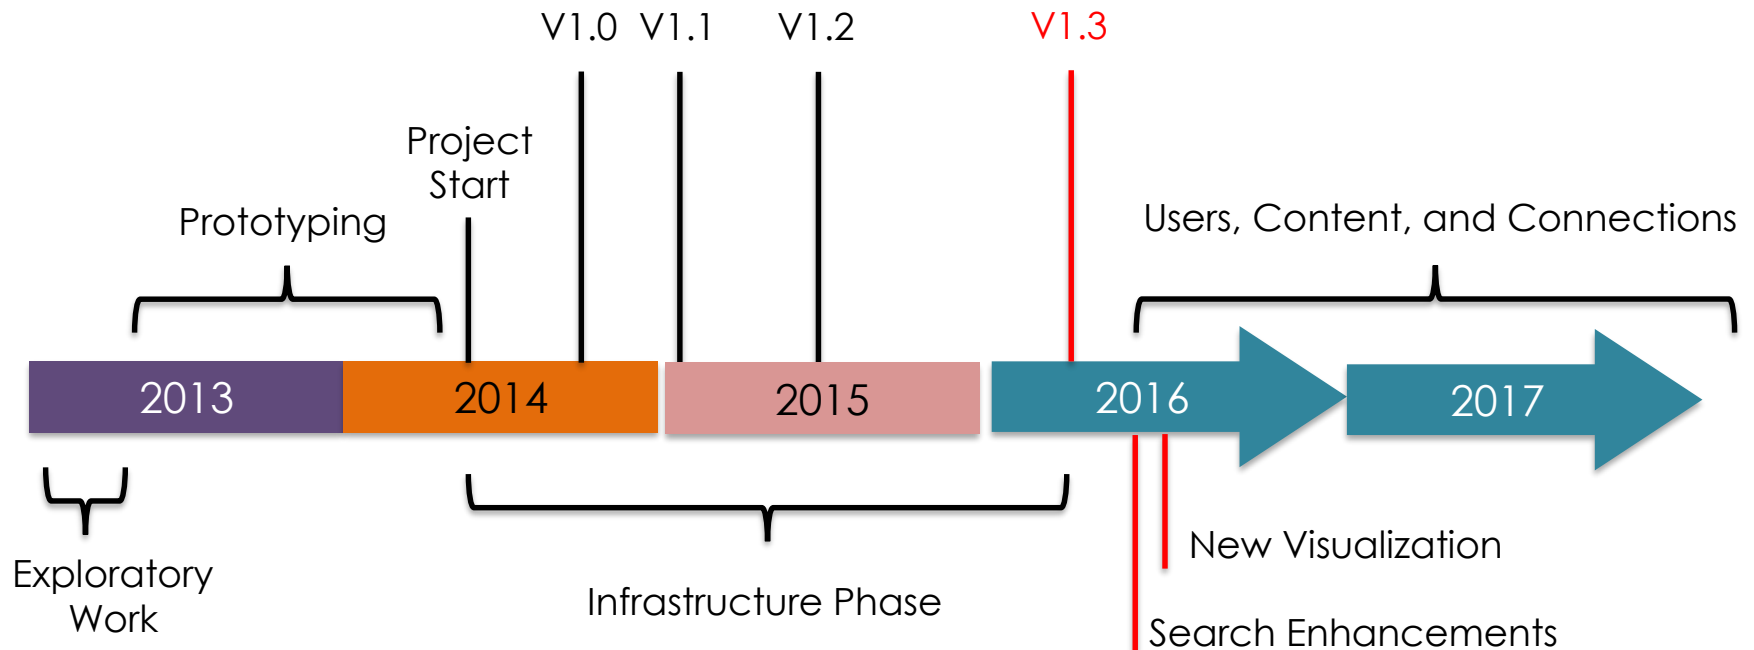 V1.0 V1.1 V1.2 V1.3
Project
Start
Prototyping
Users, Content, and Connections
2013 2014 2015 2016 2017
New Visualization
Exploratory
Work
Infrastructure Phase
Search Enhancements